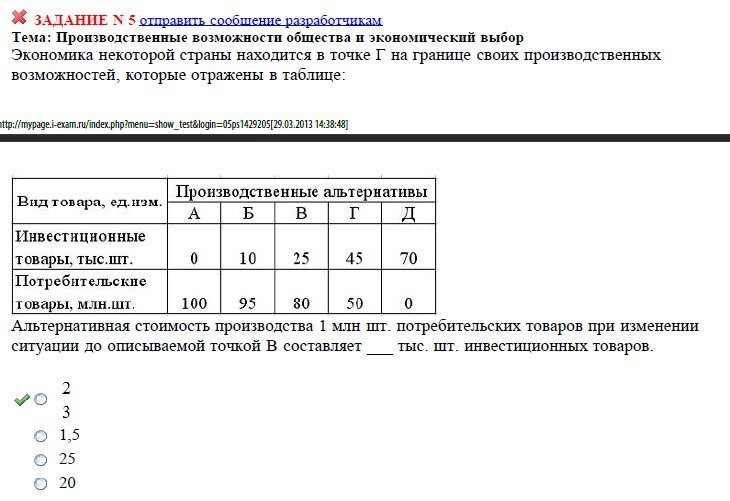 ЗАДАНИЕ N 5 отправить сообщение разработчикам
Тема: Производственные возможности общества и экономический выбор
Экономика некоторой страны находится в точке Г на границе своих производственных
возможностей, которые отражены в таблице:
http://mypage.i-exam.ru/index.php?menu=show_test&login=05ps1429205[29.03.2013 14:38:48]
Вид товара, ед.изм. Производственные альтернативы
А Б В Г Д
Инвестиционные
товары, тыс.шт. 0 10 25 45 70
Потребительские
товары, млн.шт. 100 95 80 50 0
Альтернативная стоимость производства 1 млн шт. потребительских товаров при изменении
ситуации до описываемой точкой В составляет ___ тыс. шт. инвестиционных товаров.
2
3
1,5
25
20